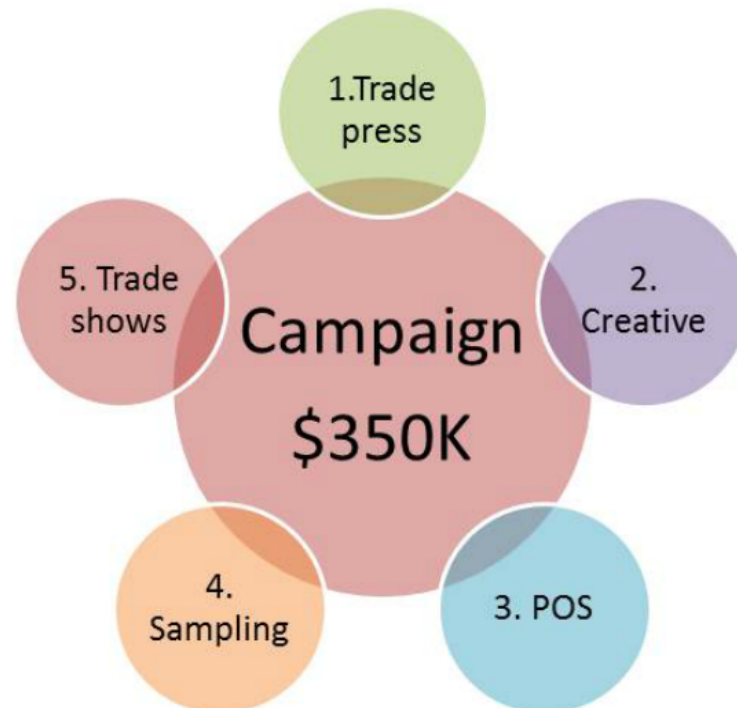 1.Trade
press
2.
Creative
3. POS
4.
Sampling
5. Trade
shows
Campaign
$350K